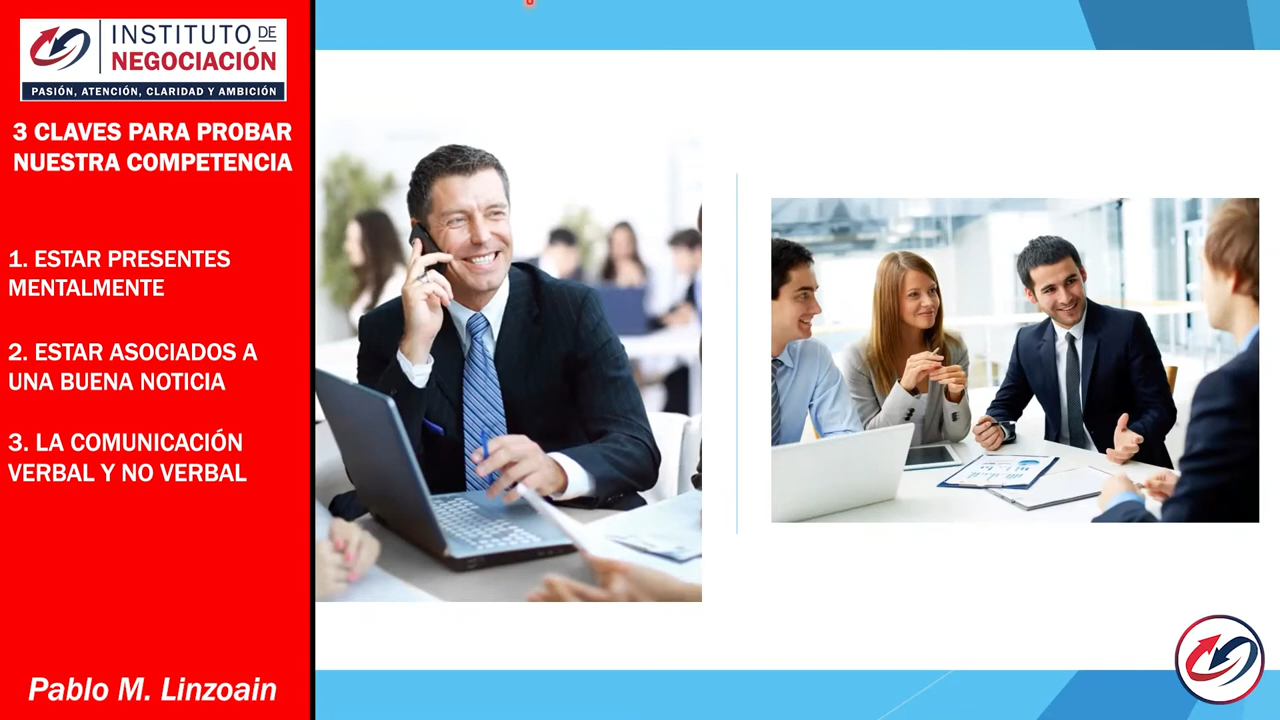 INSTITUTO DE
NEGOCIACIÓN
PASIÓN, ATENCIÓN, CLARIDAD Y AMBICIÓN
3 CLAVES PARA PROBAR
NUESTRA COMPETENCIA
1. ESTAR PRESENTES
MENTALMENTE
2. ESTAR ASOCIADOS A
UNA BUENA NOTICIA
3. LA COMUNICACIÓN
VERBAL Y NO VERBAL
Pablo M. Linzoain